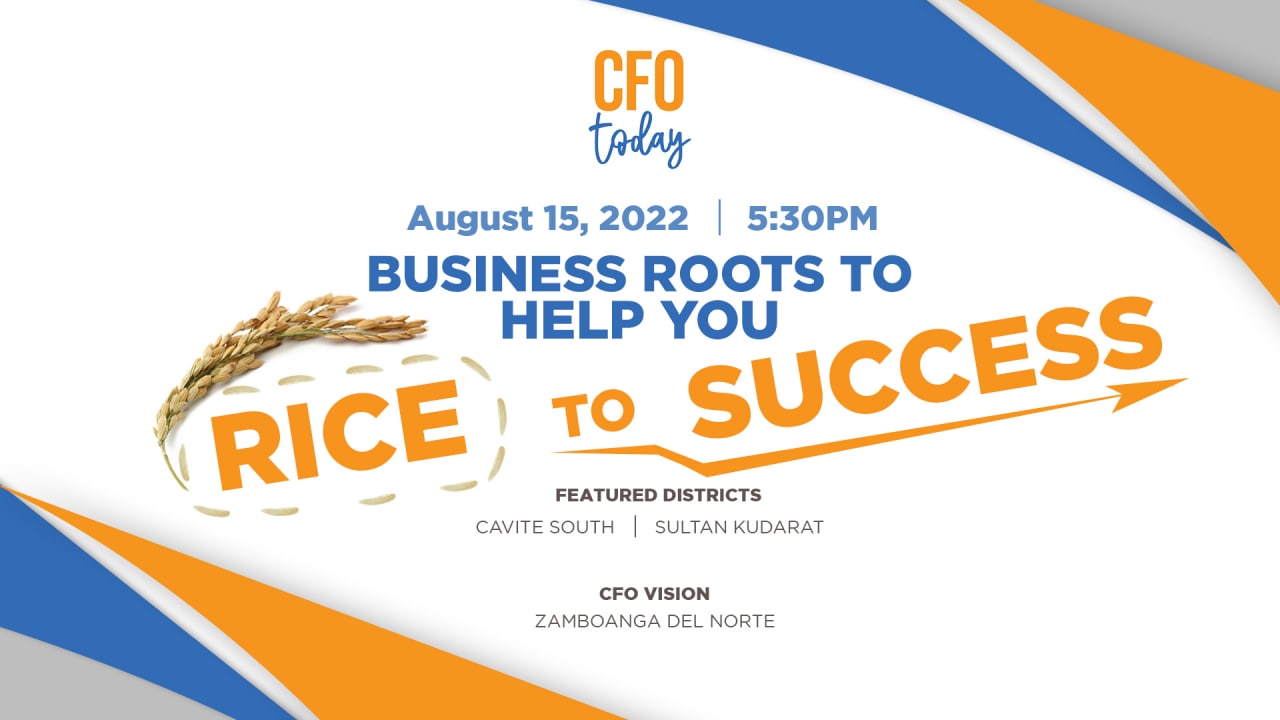 CFO
today
August 15, 2022 | 5:30PM
BUSINESS ROOTS TO
HELP YOU
RICE TO SUCCESS
FEATURED DISTRICTS
CAVITE SOUTH | SULTAN KUDARAT
CFO VISION
ZAMBOANGA DEL NORTE